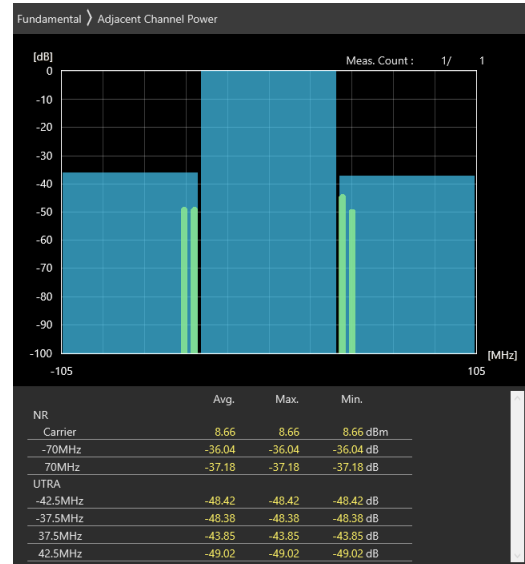 Fundamental ❭ Adjacent Channel Power
[dB]
Meas. Count : 1/ 1
0
-10
-20
-30
-40
-50
-60
-70
-80
-90
-100
[MHz]
-105 105
Avg. Max. Min.
NR
Carrier 8.66 8.66 8.66 dBm
-70MHz -36.04 -36.04 -36.04 dB
70MHz -37.18 -37.18 -37.18 dB
UTRA
-42.5MHz -48.42 -48.42 -48.42 dB
-37.5MHz -48.38 -48.38 -48.38 dB
37.5MHz -43.85 -43.85 -43.85 dB
42.5MHz -49.02 -49.02 -49.02 dB